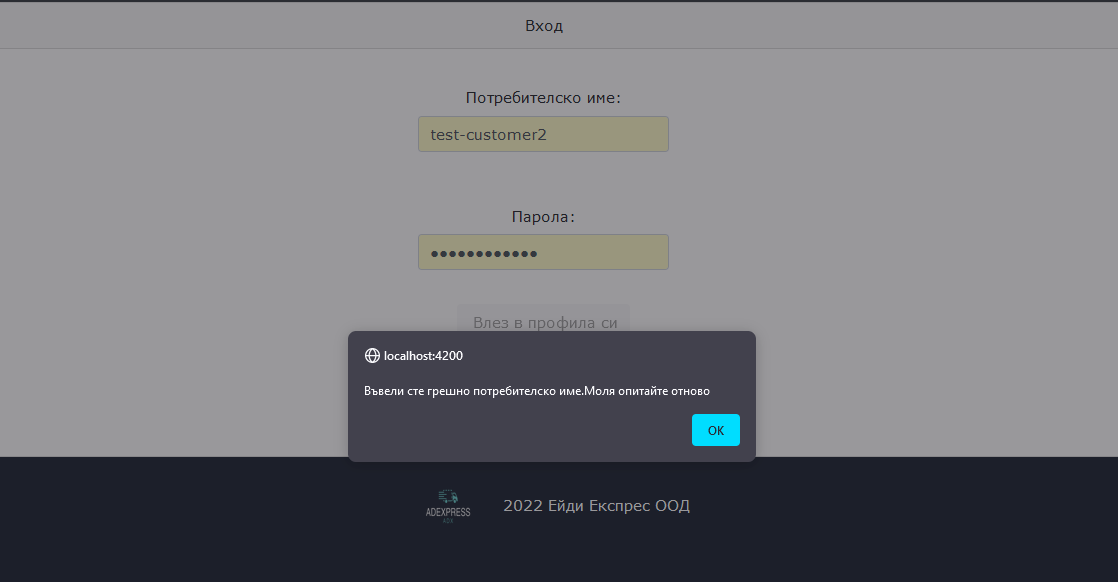 Вход
Потребителско име:
test-customer2
Парола:
●●●●●●●●●●●●
Влез в профила си
localhost:4200
Въвели сте грешно потребителско име.Моля опитайте отново
OK
ADEXPRESS
2022 Ейди Експрес ООД